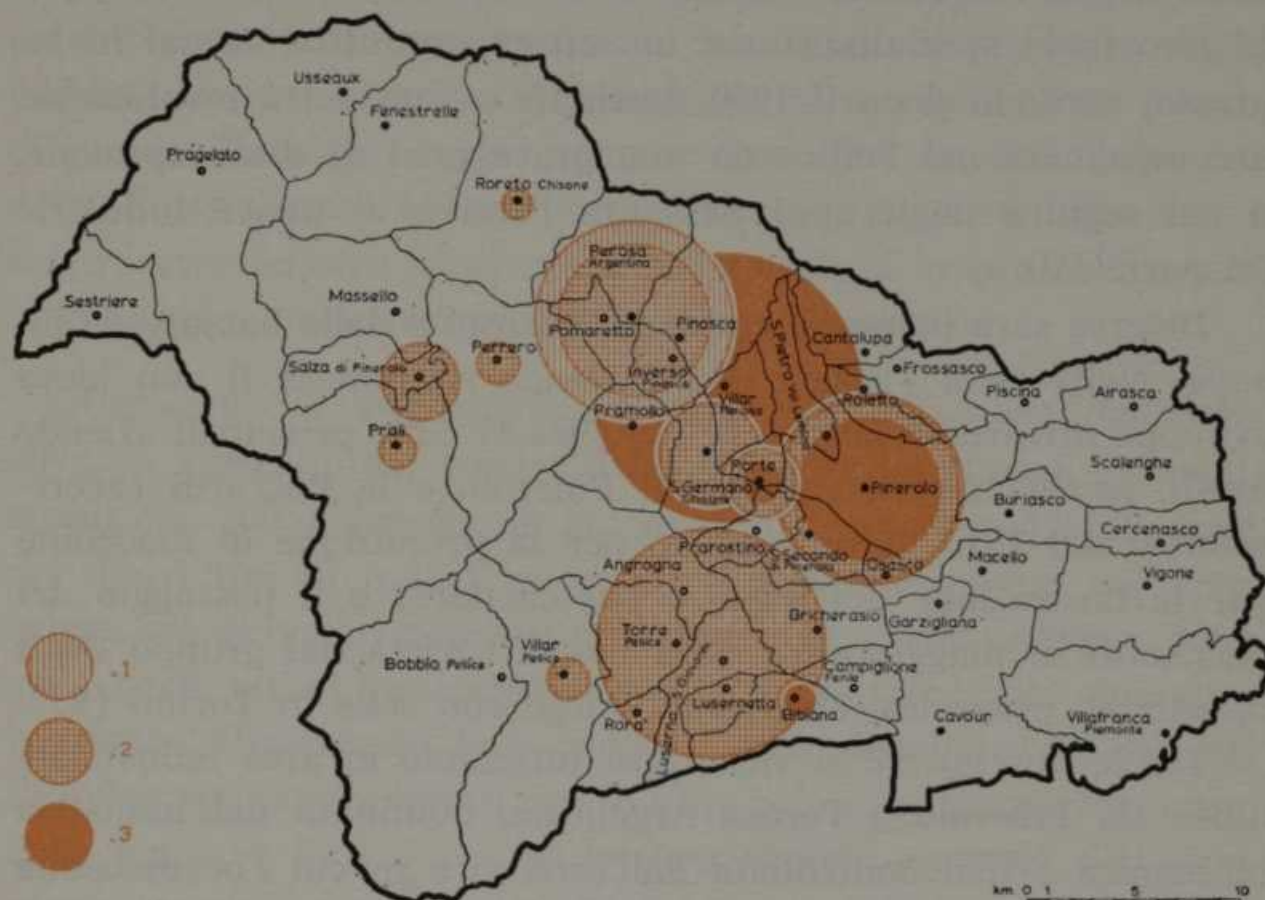 Usseaux
Fenestrelle
Pragelato
Roreto Chisone
Perosa
Argentina
Sestriere
Massello
Pomaretto
Pinasca
Cantalupa
Salza di Pinerolo
Perrero
Inverso
Pinasca
S. Pietro Val Lemina
Frossasco
Piscina
Airasca
Villar
Perosa
Roletto
Pramollo
Prali
Scalenghe
Porte
S. Germano
Chisone
Pinerolo
Buriasco
Cercenasco
Prarostino
S. Secondo
di Pinerolo
Osasco
Macello
Vigone
Angrogna
Bricherasio
Garzigliana
Torre
Pellice
Villar
Pellice
Bobbio Pellice
Luserna S. Giovanni
Campiglione
Fenile
Lusernetta
Bibiana
Rorà
Cavour
Villafranca
Piemonte
.1
.2
.3
km 0 1 5 10